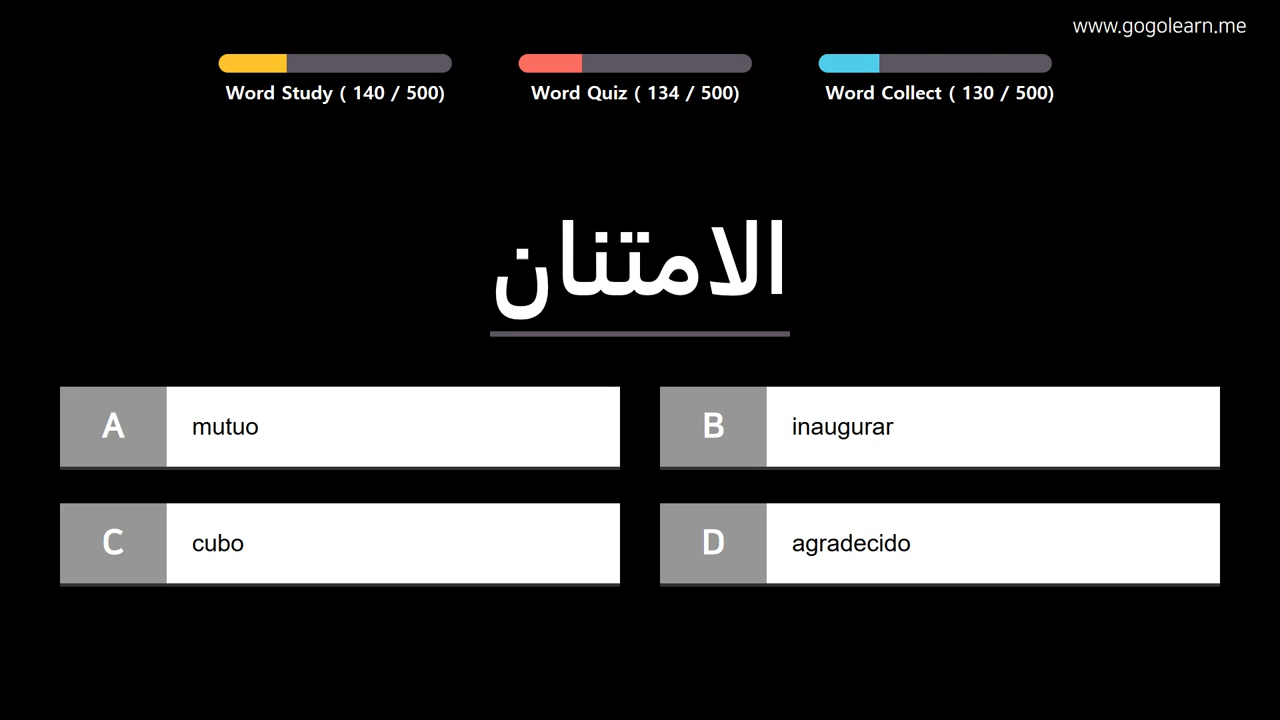 www.gogolearn.me
Word Study ( 140 / 500)
Word Quiz ( 134 / 500)
Word Collect ( 130 / 500)
الامتنان
A mutuo
B inaugurar
C cubo
D agradecido